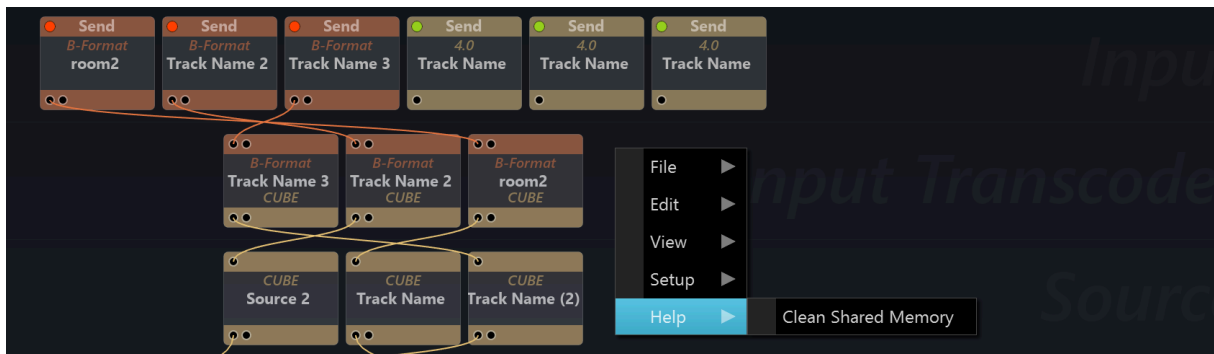 Send
Send
Send
Send
Send
Send
B-Format
B-Format
B-Format
4.0
4.0
4.0
room2
Track Name 2
Track Name 3
Track Name
Track Name
Track Name
Inpu
B-Format
B-Format
B-Format
Track Name 3
Track Name 2
room2
CUBE
CUBE
CUBE
nput Transcode
CUBE
CUBE
CUBE
Source 2
Track Name
Track Name (2)
Sourc
File
Edit
View
Setup
Help
Clean Shared Memory